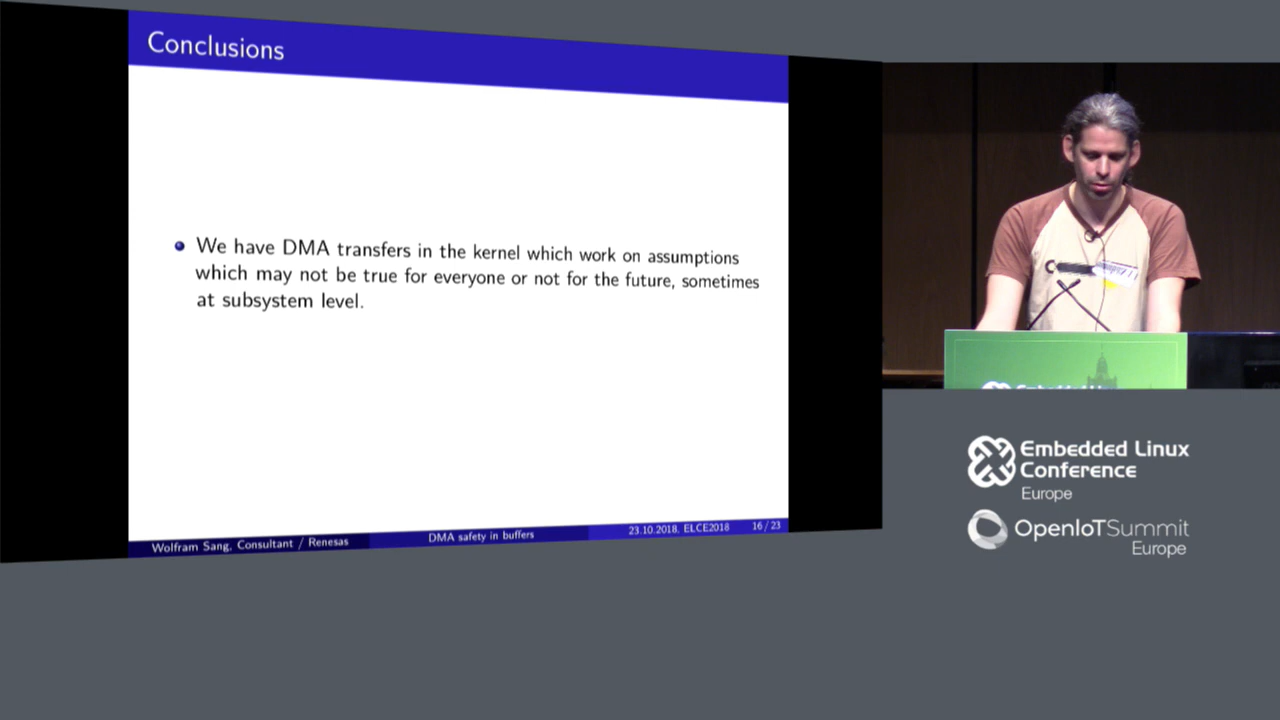 Conclusions
We have DMA transfers in the kernel which work on assumptions
which may not be true for everyone or not for the future, sometimes
at subsystem level.
Wolfram Sang, Consultant / Renesas
DMA safety in buffers
23.10.2018, ELCE2018
16 / 23
Embedded Linux
Conference
Europe
OpenIoTSummit
Europe